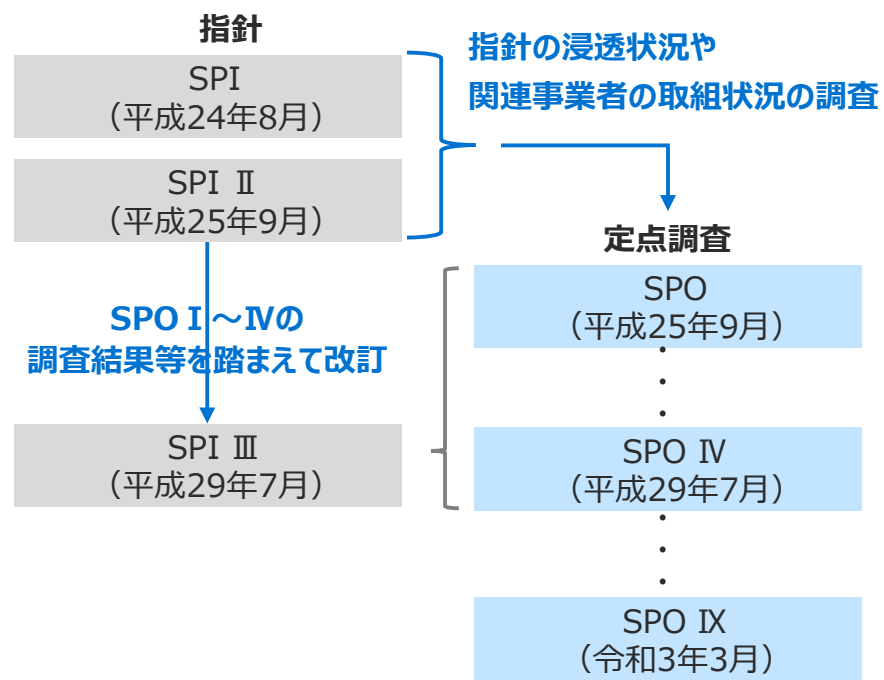 指針
SPI
（平成24年8月）
SPI Ⅱ
（平成25年9月）
指針の浸透状況や
関連事業者の取組状況の調査
SPOⅠ～Ⅳの
調査結果等を踏まえて改訂
SPI Ⅲ
（平成29年7月）
定点調査
SPO
（平成25年9月）
・
・
・
SPO Ⅳ
（平成29年7月）
・
・
・
SPO Ⅸ
（令和3年3月）